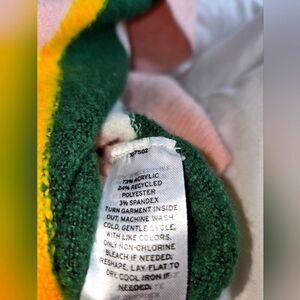 73% ACRYLIC
24% RECYCLED
POLYESTER
3% SPANDEX
TURN GARMENT INSIDE
OUT, MACHINE WASH
COLD, GENTLE CYCLE,
WITH LIKE COLORS.
ONLY NON-CHLORINE
BLEACH IF NEEDED;
RESHAPE, LAY FLAT TO
DRY, COOL IRON IF
NEEDED.